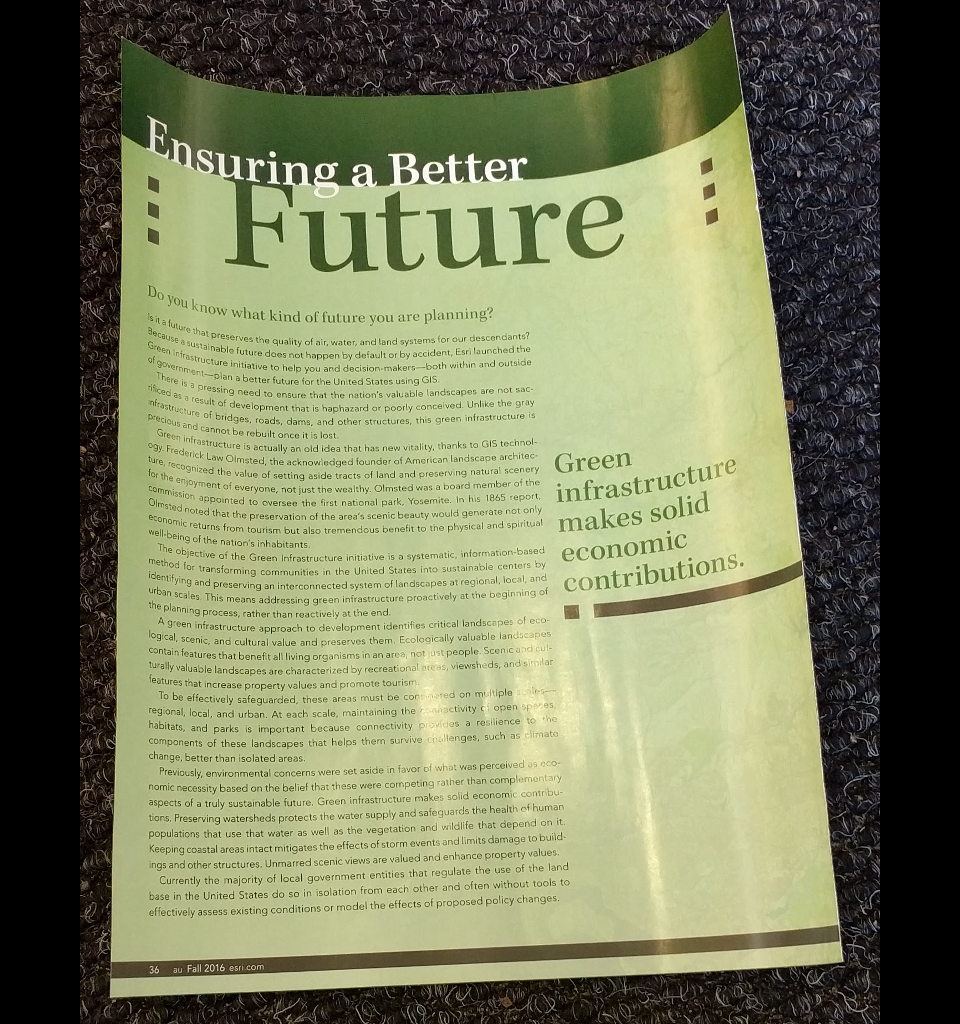 Ensuring a Better
Future
Do you know what kind of future you are planning?
Is it a future that preserves the quality of air, water, and land systems for our descendants?
Because a sustainable future does not happen by default or by accident, Esri launched the
Green Infrastructure initiative to help you and decision-makers—both within and outside
of government—plan a better future for the United States using GIS.
There is a pressing need to ensure that the nation's valuable landscapes are not sac-
rificed as a result of development that is haphazard or poorly conceived. Unlike the gray
infrastructure of bridges, roads, dams, and other structures, this green infrastructure is
precious and cannot be rebuilt once it is lost.
Green infrastructure is actually an old idea that has new vitality, thanks to GIS technol-
ogy. Frederick Law Olmsted, the acknowledged founder of American landscape architec-
ture, recognized the value of setting aside tracts of land and preserving natural scenery
for the enjoyment of everyone, not just the wealthy. Olmsted was a board member of the
commission appointed to oversee the first national park, Yosemite. In his 1865 report,
Olmsted noted that the preservation of the area's scenic beauty would generate not only
economic returns from tourism but also tremendous benefit to the physical and spiritual
well-being of the nation's inhabitants.
The objective of the Green Infrastructure initiative is a systematic, information-based
method for transforming communities in the United States into sustainable centers by
identifying and preserving an interconnected system of landscapes at regional, local, and
urban scales. This means addressing green infrastructure proactively at the beginning of
the planning process, rather than reactively at the end.
A green infrastructure approach to development identifies critical landscapes of eco-
logical, scenic, and cultural value and preserves them. Ecologically valuable landscapes
contain features that benefit all living organisms in an area, not just people. Scenic and cul-
turally valuable landscapes are characterized by recreational areas, viewsheds, and similar
features that increase property values and promote tourism.
To be effectively safeguarded, these areas must be connected on multiple scales—
regional, local, and urban. At each scale, maintaining the connectivity of open spaces,
habitats, and parks is important because connectivity provides a resilience to the
components of these landscapes that helps them survive challenges, such as climate
change, better than isolated areas.
Previously, environmental concerns were set aside in favor of what was perceived as eco-
nomic necessity based on the belief that these were competing rather than complementary
aspects of a truly sustainable future. Green infrastructure makes solid economic contribu-
tions. Preserving watersheds protects the water supply and safeguards the health of human
populations that use that water as well as the vegetation and wildlife that depend on it.
Keeping coastal areas intact mitigates the effects of storm events and limits damage to build-
ings and other structures. Unmarred scenic views are valued and enhance property values.
Currently the majority of local government entities that regulate the use of the land
base in the United States do so in isolation from each other and often without tools to
effectively assess existing conditions or model the effects of proposed policy changes.
Green
infrastructure
makes solid
economic
contributions.
36 au Fall 2016 esri.com